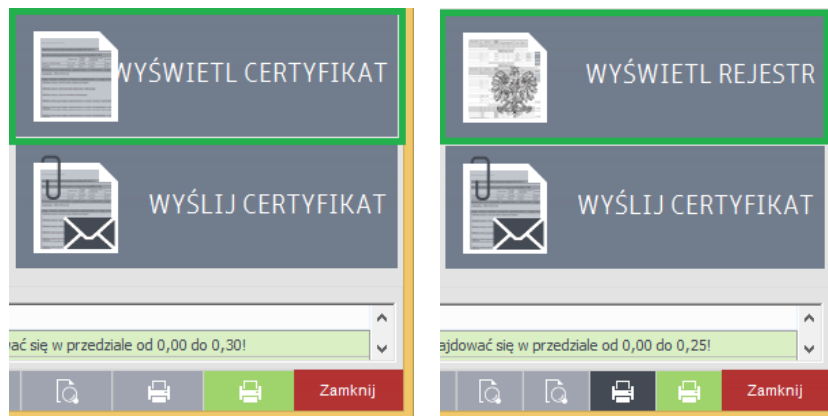 WYŚWIETL CERTYFIKAT
WYŚLIJ CERTYFIKAT
ać się w przedziale od 0,00 do 0,30!
Zamknij
WYŚWIETL REJESTR
WYŚLIJ CERTYFIKAT
ajdować się w przedziale od 0,00 do 0,25!
Zamknij